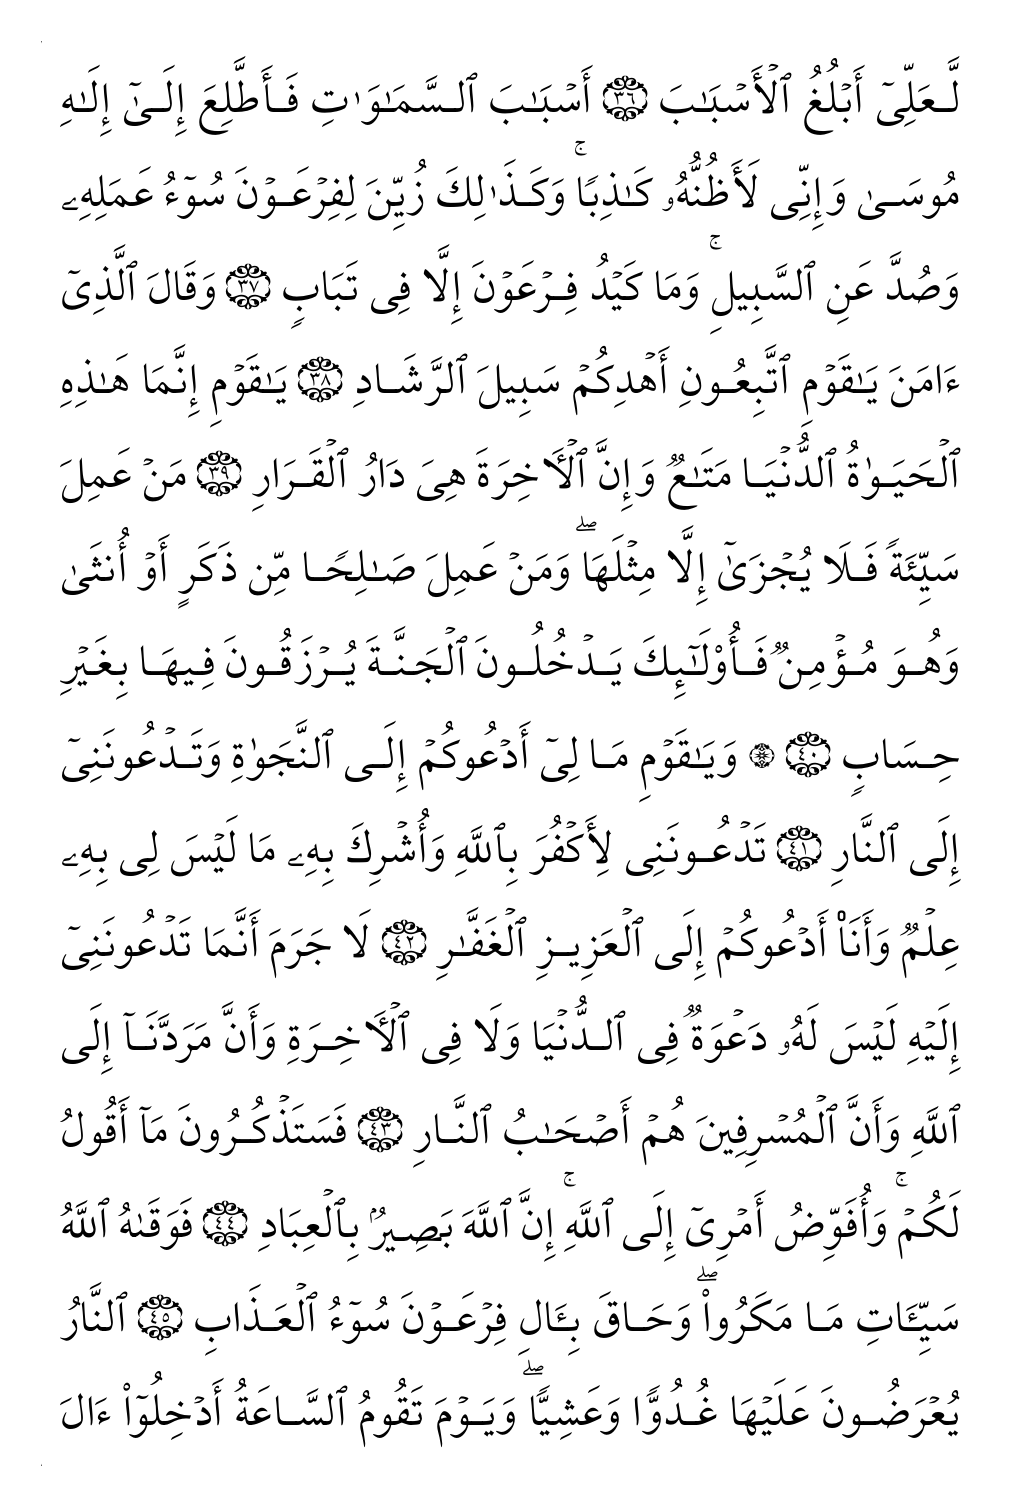 لَّعَلِّىٓ أَبۡلُغُ ٱلۡأَسۡبَـٰبَ ٣٦ أَسۡبَـٰبَ ٱلسَّمَـٰوَٰتِ فَأَطَّلِعَ إِلَىٰٓ إِلَـٰهِ
مُوسَىٰ وَإِنِّى لَأَظُنُّهُۥ كَـٰذِبًاۚ وَكَذَٰلِكَ زُيِّنَ لِفِرۡعَوۡنَ سُوٓءُ عَمَلِهِۦ
وَصُدَّ عَنِ ٱلسَّبِيلِۚ وَمَا كَيۡدُ فِرۡعَوۡنَ إِلَّا فِى تَبَابٍ ٣٧ وَقَالَ ٱلَّذِىٓ
ءَامَنَ يَـٰقَوۡمِ ٱتَّبِعُونِ أَهۡدِكُمۡ سَبِيلَ ٱلرَّشَادِ ٣٨ يَـٰقَوۡمِ إِنَّمَا هَـٰذِهِ
ٱلۡحَيَوٰةُ ٱلدُّنۡيَا مَتَـٰعٌ وَإِنَّ ٱلۡأَخِرَةَ هِىَ دَارُ ٱلۡقَرَارِ ٣٩ مَنۡ عَمِلَ
سَيِّئَةً فَلَا يُجۡزَىٰٓ إِلَّا مِثۡلَهَاۖ وَمَنۡ عَمِلَ صَـٰلِحًا مِّن ذَكَرٍ أَوۡ أُنثَىٰ
وَهُوَ مُؤۡمِنٌ فَأُوْلَـٰٓئِكَ يَدۡخُلُونَ ٱلۡجَنَّةَ يُرۡزَقُونَ فِيهَا بِغَيۡرِ
حِسَابٍ ٤٠ ۞ وَيَـٰقَوۡمِ مَا لِىٓ أَدۡعُوكُمۡ إِلَى ٱلنَّجَوٰةِ وَتَدۡعُونَنِىٓ
إِلَى ٱلنَّارِ ٤١ تَدۡعُونَنِى لِأَكۡفُرَ بِٱللَّهِ وَأُشۡرِكَ بِهِۦ مَا لَيۡسَ لِى بِهِۦ
عِلۡمٌ وَأَنَا۠ أَدۡعُوكُمۡ إِلَى ٱلۡعَزِيزِ ٱلۡغَفَّـٰرِ ٤٢ لَا جَرَمَ أَنَّمَا تَدۡعُونَنِىٓ
إِلَيۡهِ لَيۡسَ لَهُۥ دَعۡوَةٌ فِى ٱلدُّنۡيَا وَلَا فِى ٱلۡأَخِرَةِ وَأَنَّ مَرَدَّنَآ إِلَى
ٱللَّهِ وَأَنَّ ٱلۡمُسۡرِفِينَ هُمۡ أَصۡحَـٰبُ ٱلنَّارِ ٤٣ فَسَتَذۡكُرُونَ مَآ أَقُولُ
لَكُمۡۚ وَأُفَوِّضُ أَمۡرِىٓ إِلَى ٱللَّهِۚ إِنَّ ٱللَّهَ بَصِيرُۢ بِٱلۡعِبَادِ ٤٤ فَوَقَىٰهُ ٱللَّهُ
سَيِّـَٔاتِ مَا مَكَرُواْۖ وَحَاقَ بِـَٔالِ فِرۡعَوۡنَ سُوٓءُ ٱلۡعَذَابِ ٤٥ ٱلنَّارُ
يُعۡرَضُونَ عَلَيۡهَا غُدُوًّا وَعَشِيًّاۖ وَيَوۡمَ تَقُومُ ٱلسَّاعَةُ أَدۡخِلُوٓاْ ءَالَ